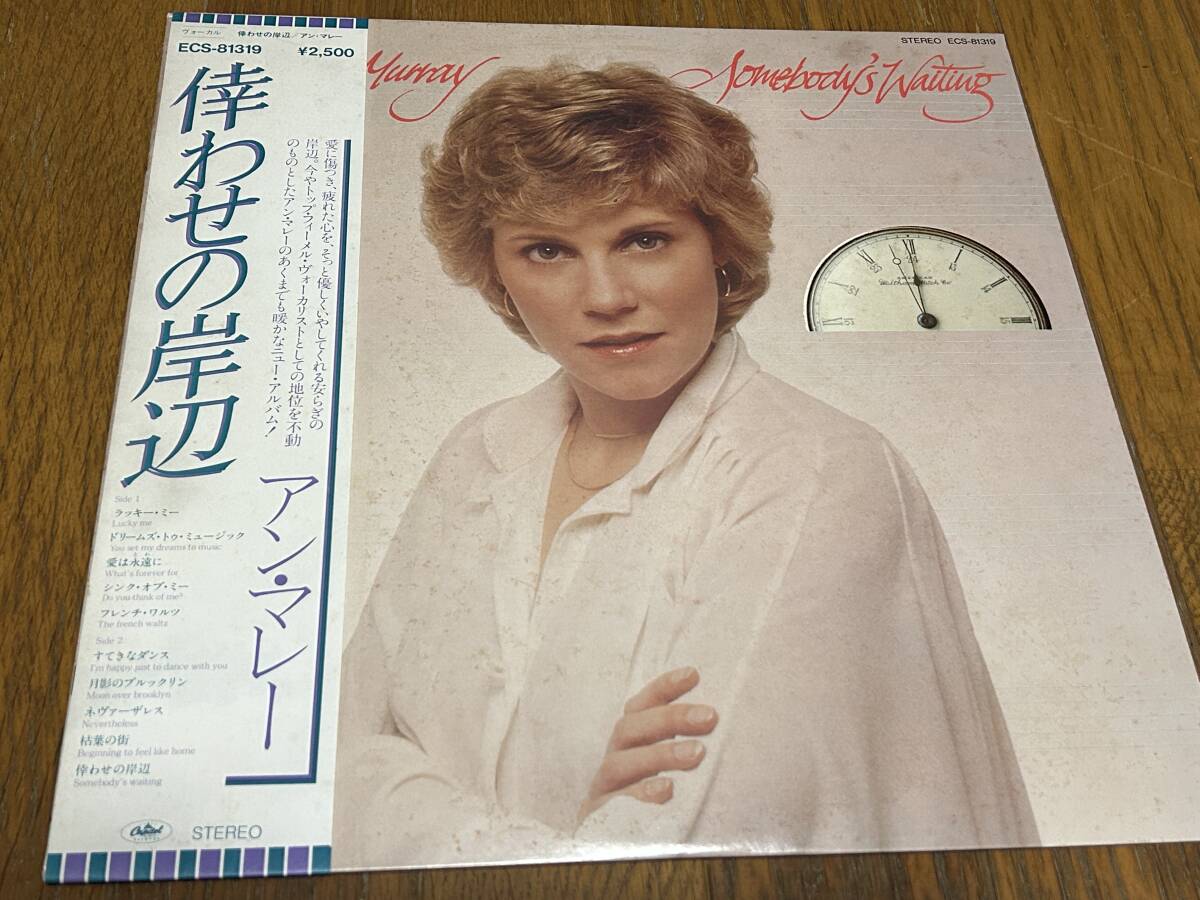 ヴォーカル 倖わせの岸辺/アン・マレー
ECS-81319 ¥2,500
倖わせの岸辺
愛に傷つき、疲れた心を、そっと優しくいやしてくれる安らぎの
岸辺。今やトップ・フィーメル・ヴォーカリストとしての地位を不動
のものとしたアン・マレーのあくまでも暖かなニュー・アルバム!
アン・マレー
Side 1
ラッキー・ミー
Lucky me
ドリームズ・トゥ・ミュージック
You set my dreams to music
愛は永遠に
What's forever for
シンク・オブ・ミー
Do you think of me?
フレンチ・ワルツ
The french waltz
Side 2
すてきなダンス
I'm happy just to dance with you
月影のブルックリン
Moon over brooklyn
ネヴァーザレス
Nevertheless
枯葉の街
Beginning to feel like home
倖わせの岸辺
Somebody's waiting
Capitol
STEREO
STEREO ECS-81319
Murray Somebody's Waiting